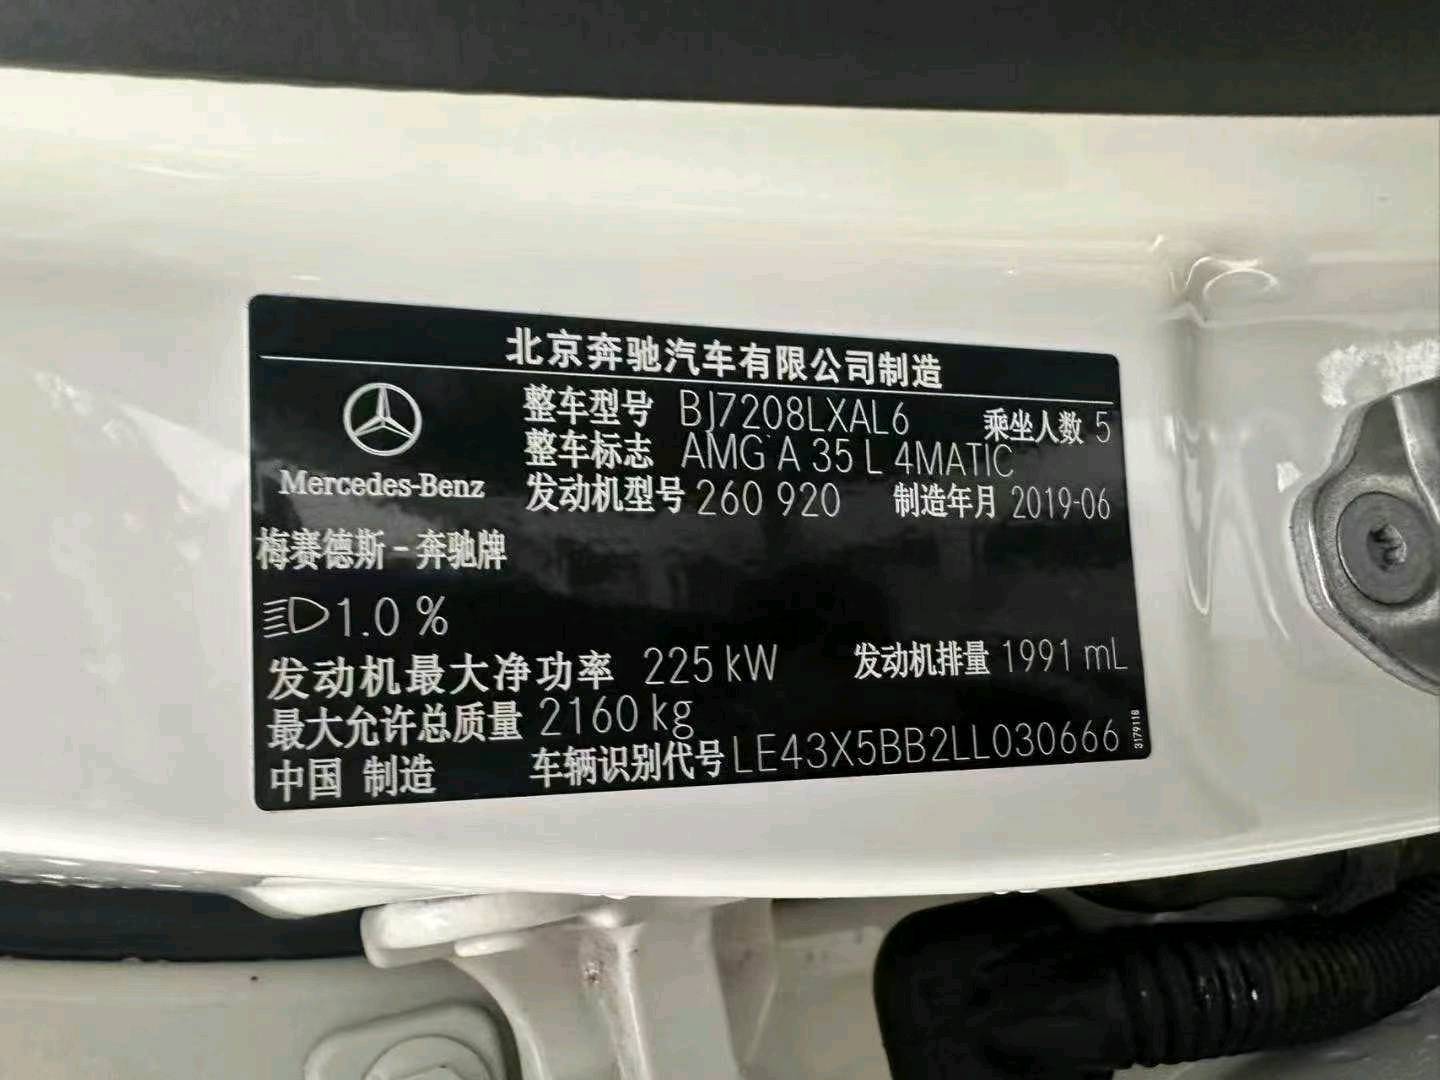 北京奔驰汽车有限公司制造
整车型号 BJ7208LXAL6 乘坐人数 5
整车标志 AMG A 35 L 4MATIC
Mercedes-Benz
发动机型号 260 920 制造年月 2019-06
梅赛德斯-奔驰牌
1.0 %
发动机最大净功率 225 kW 发动机排量 1991 mL
最大允许总质量 2160 kg
中国 制造 车辆识别代号 LE43X5BB2LL030666
3179118